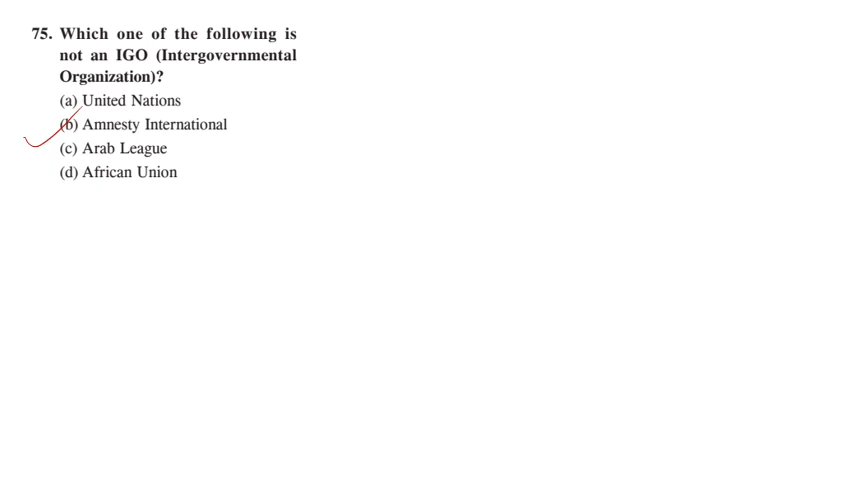 75. Which one of the following is
not an IGO (Intergovernmental
Organization)?
(a) United Nations
(b) Amnesty International
(c) Arab League
(d) African Union